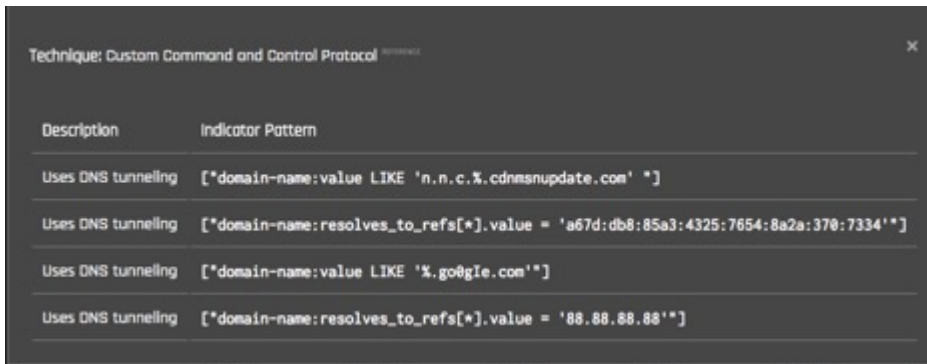 Technique: Custom Command and Control Protocol REFERENCE
×
Description Indicator Pattern
Uses DNS tunneling ["domain-name:value LIKE 'n.n.c.%.cdnmsnupdate.com' "]
Uses DNS tunneling ["domain-name:resolves_to_refs[*].value = 'a67d:db8:85a3:4325:7654:8a2a:370:7334'"]
Uses DNS tunneling ["domain-name:value LIKE '%.go0gIe.com'"]
Uses DNS tunneling ["domain-name:resolves_to_refs[*].value = '88.88.88.88'"]